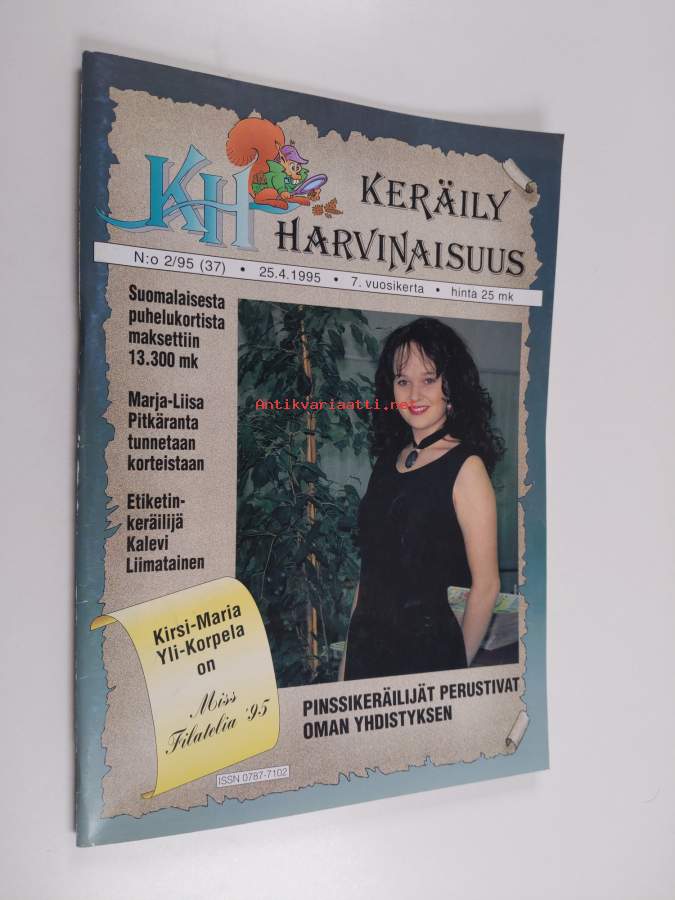 KH
KERÄILY
HARVINAISUUS
N:o 2/95 (37) • 25.4.1995 • 7. vuosikerta • hinta 25 mk
Suomalaisesta
puhelukortista
maksettiin
13.300 mk
Marja-Liisa
Pitkäranta
tunnetaan
korteistaan
Etiketin-
keräilijä
Kalevi
Liimatainen
Antikvariaatti.net
Kirsi-Maria
Yli-Korpela
on
Miss
Filatelia '95
PINSSIKERÄILIJÄT PERUSTIVAT
OMAN YHDISTYKSEN
ISSN 0787-7102